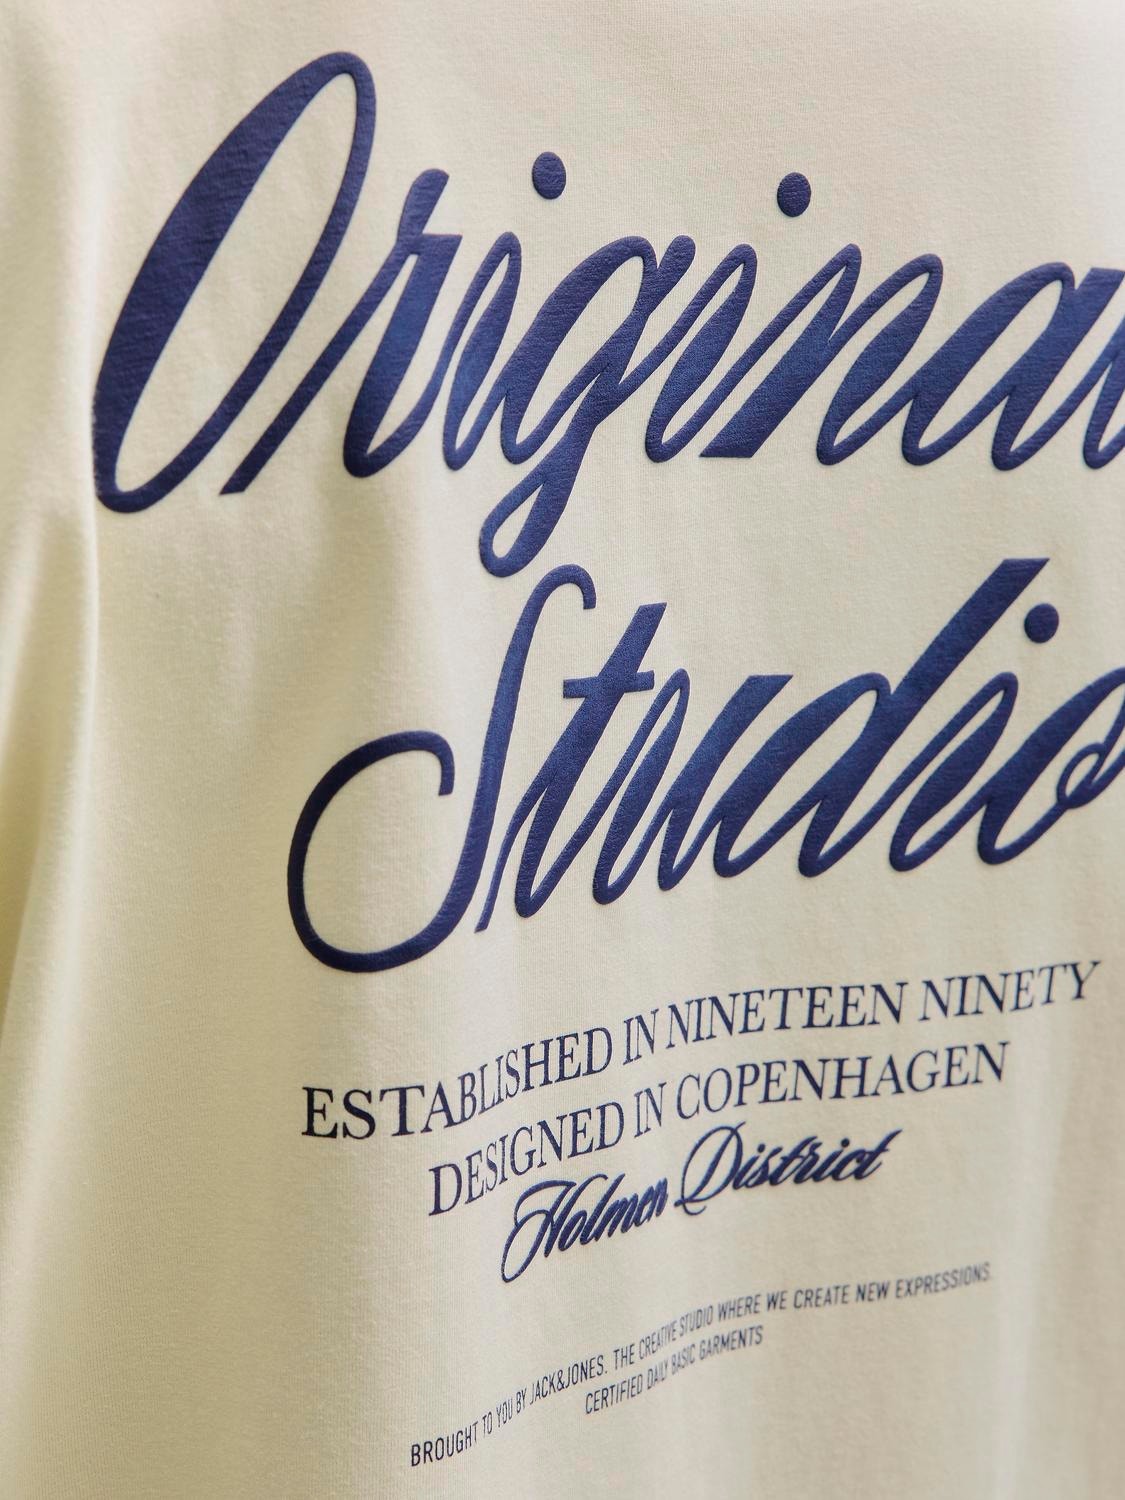 Original
Studio
ESTABLISHED IN NINETEEN NINETY
DESIGNED IN COPENHAGEN
Holmen District
BROUGHT TO YOU BY JACK&JONES. THE CREATIVE STUDIO WHERE WE CREATE NEW EXPRESSIONS.
CERTIFIED DAILY BASIC GARMENTS